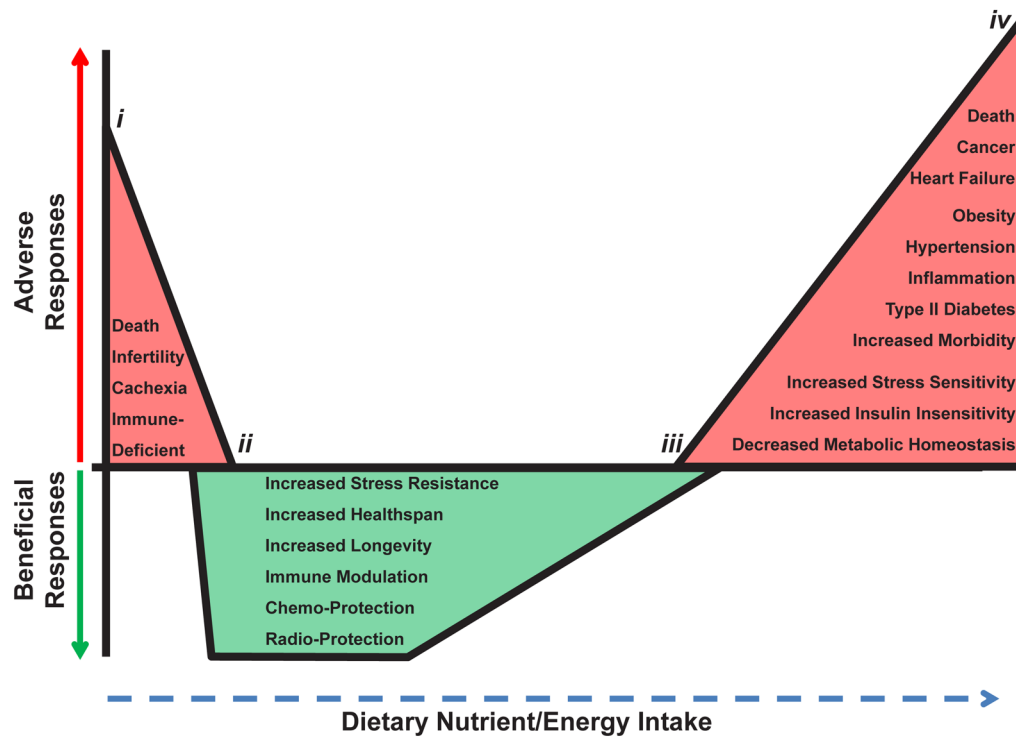 Adverse
Responses
Beneficial
Responses
i
ii
iii
iv
Death
Infertility
Cachexia
Immune-
Deficient
Increased Stress Resistance
Increased Healthspan
Increased Longevity
Immune Modulation
Chemo-Protection
Radio-Protection
Death
Cancer
Heart Failure
Obesity
Hypertension
Inflammation
Type II Diabetes
Increased Morbidity
Increased Stress Sensitivity
Increased Insulin Insensitivity
Decreased Metabolic Homeostasis
Dietary Nutrient/Energy Intake